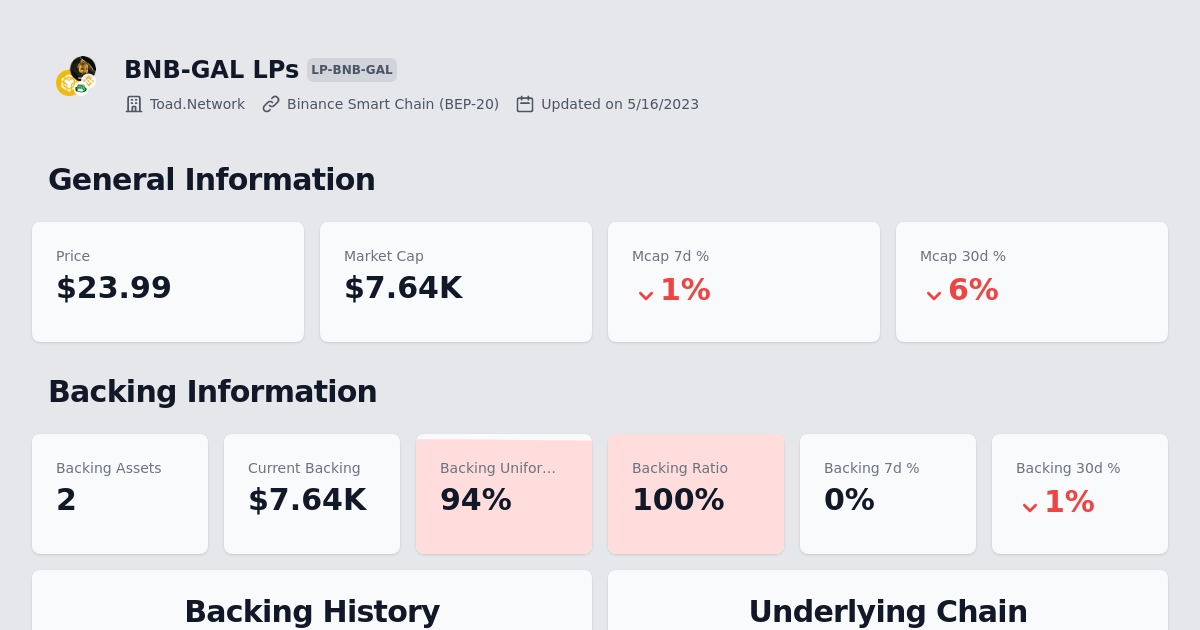 BNB-GAL LPs LP-BNB-GAL
Toad.Network Binance Smart Chain (BEP-20) Updated on 5/16/2023
General Information
Price
$23.99
Market Cap
$7.64K
Mcap 7d %
1%
Mcap 30d %
6%
Backing Information
Backing Assets
2
Current Backing
$7.64K
Backing Unifor...
94%
Backing Ratio
100%
Backing 7d %
0%
Backing 30d %
1%
Backing History
Underlying Chain